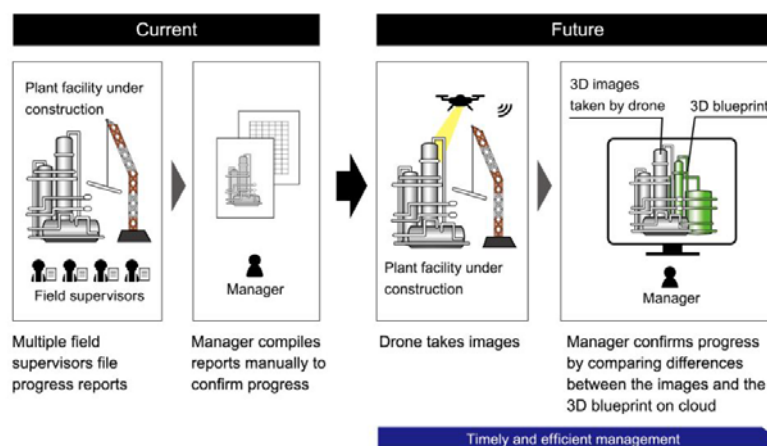 Current
Plant facility under
construction
Field supervisors
Multiple field
supervisors file
progress reports
Manager
Manager compiles
reports manually to
confirm progress
Future
Plant facility under
construction
Drone takes images
3D images
taken by drone
3D blueprint
Manager
Manager confirms progress
by comparing differences
between the images and the
3D blueprint on cloud
Timely and efficient management